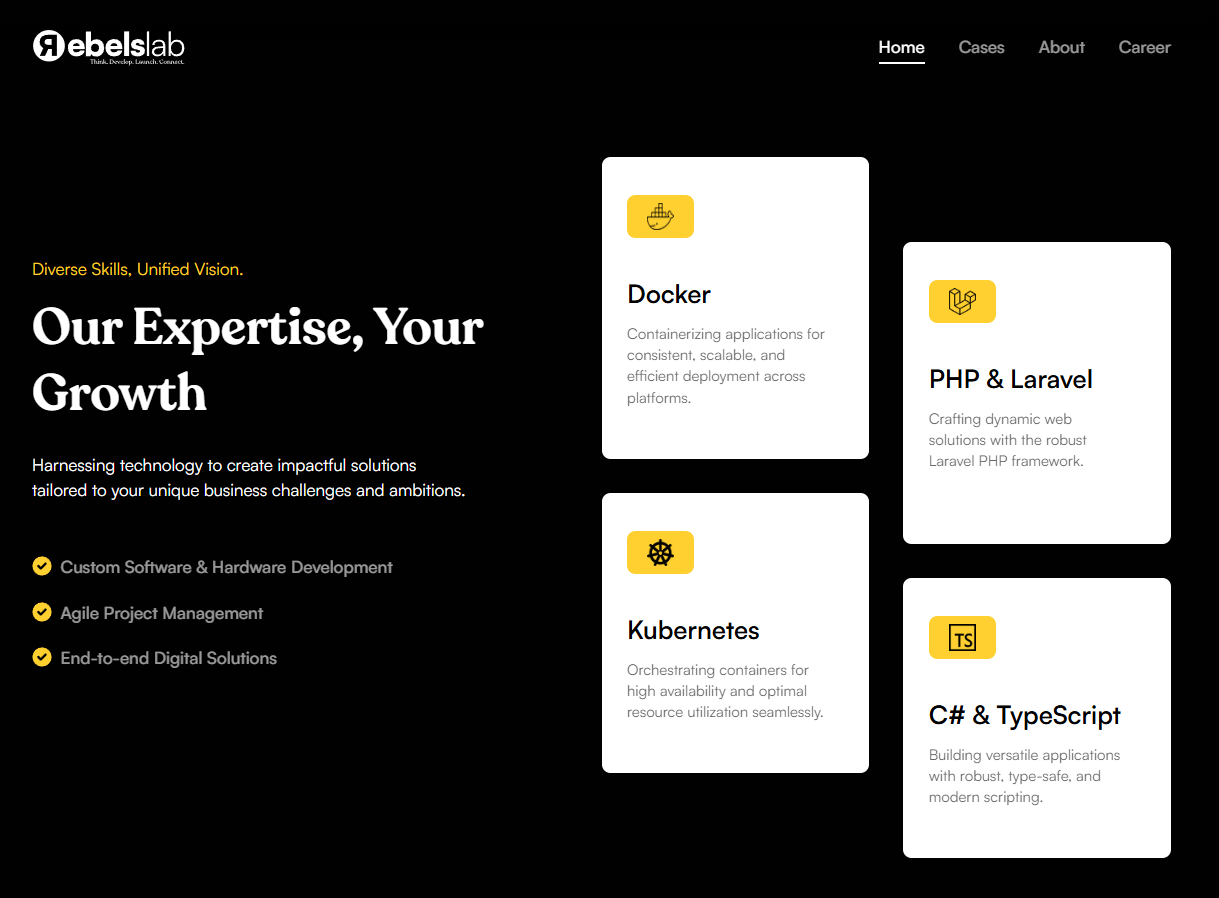 Rebelslab
Think. Develop. Launch. Connect.
Home Cases About Career
Diverse Skills, Unified Vision.
Our Expertise, Your
Growth
Harnessing technology to create impactful solutions
tailored to your unique business challenges and ambitions.
Custom Software & Hardware Development
Agile Project Management
End-to-end Digital Solutions
Docker
Containerizing applications for
consistent, scalable, and
efficient deployment across
platforms.
PHP & Laravel
Crafting dynamic web
solutions with the robust
Laravel PHP framework.
Kubernetes
Orchestrating containers for
high availability and optimal
resource utilization seamlessly.
TS
C# & TypeScript
Building versatile applications
with robust, type-safe, and
modern scripting.